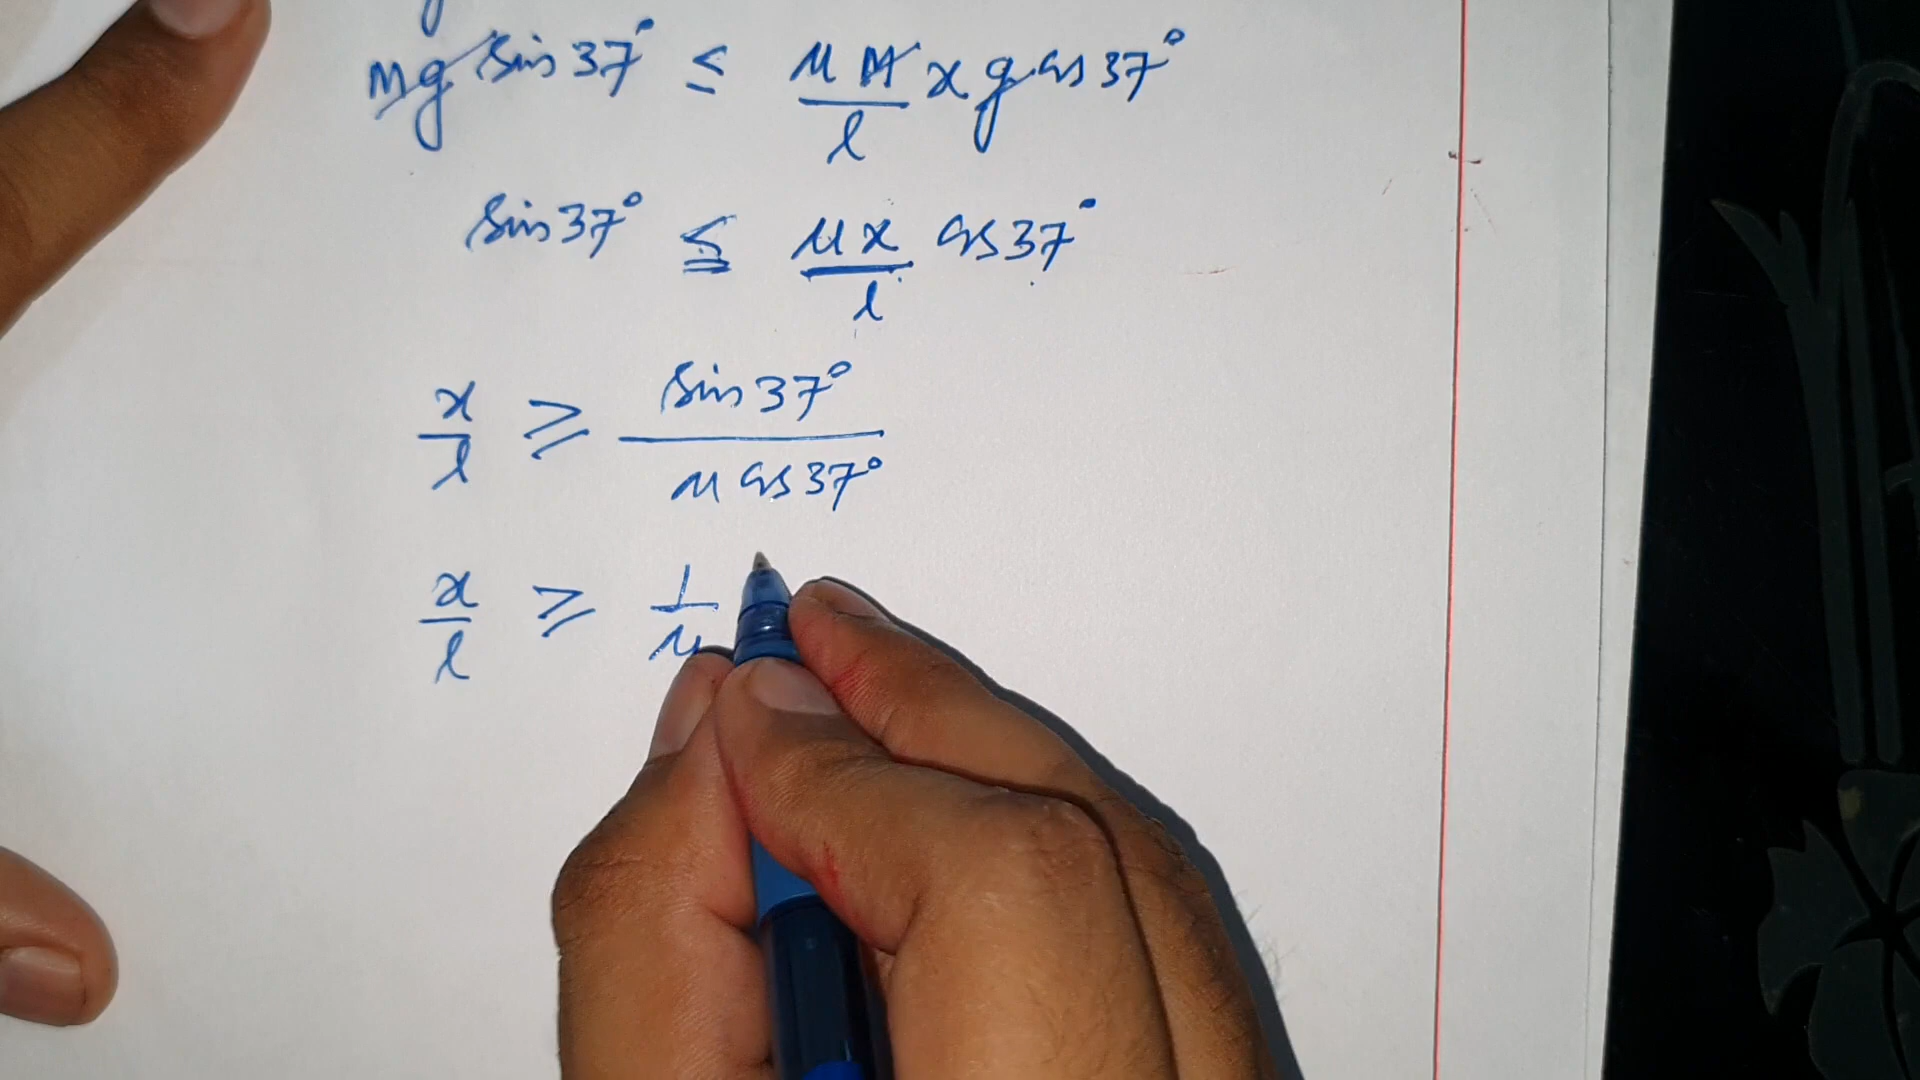 Mg sin 37° ≤ μM/l x g cos 37°
sin 37° ≤ μx/l cos 37°
x/l ≥ sin 37° / μ cos 37°
x/l ≥ 1/μ